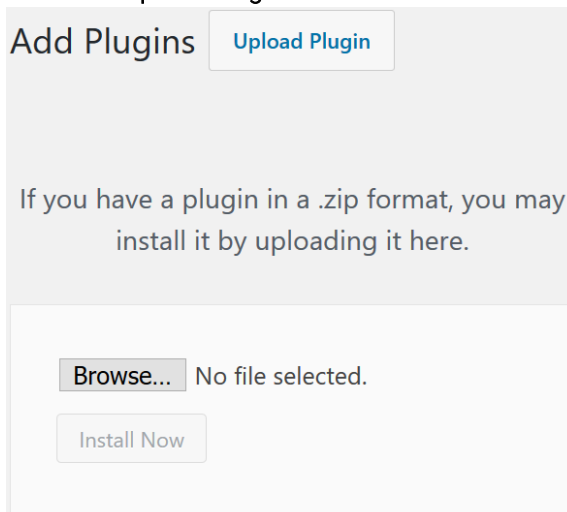 Add Plugins Upload Plugin
If you have a plugin in a .zip format, you may
install it by uploading it here.
Browse... No file selected.
Install Now